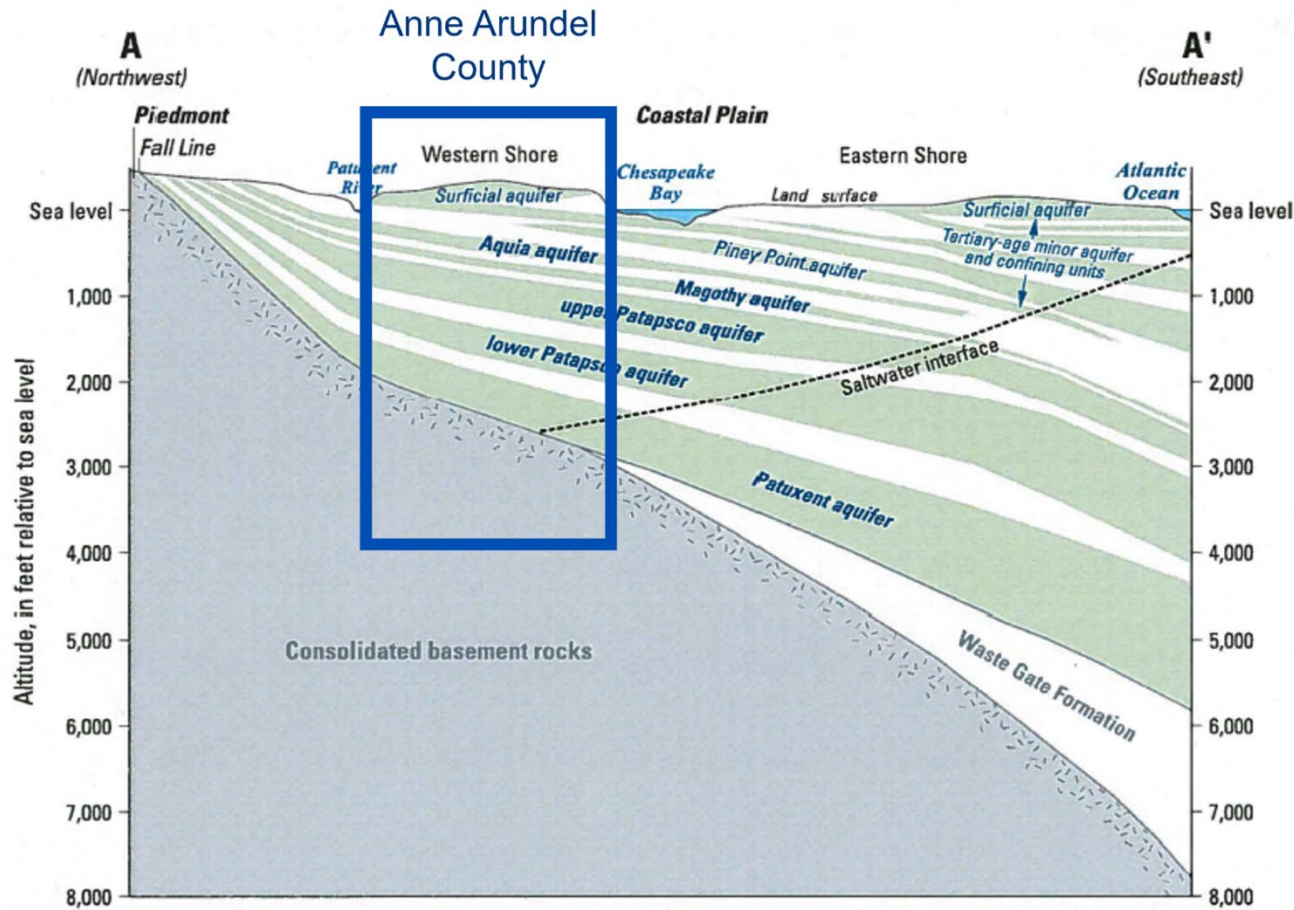 Anne Arundel
County
A
(Northwest)
A'
(Southeast)
Piedmont
Coastal Plain
Fall Line
Western Shore
Eastern Shore
Patuxent
River
Chesapeake
Bay
Land surface
Atlantic
Ocean
Sea level
Surficial aquifer
Surficial aquifer
Sea level
Aquia aquifer
Piney Point aquifer
Tertiary-age minor aquifer
and confining units
Magothy aquifer
upper Patapsco aquifer
lower Patapsco aquifer
Saltwater interface
Patuxent aquifer
Waste Gate Formation
Consolidated basement rocks
Altitude, in feet relative to sea level
1,000
2,000
3,000
4,000
5,000
6,000
7,000
8,000
1,000
2,000
3,000
4,000
5,000
6,000
7,000
8,000